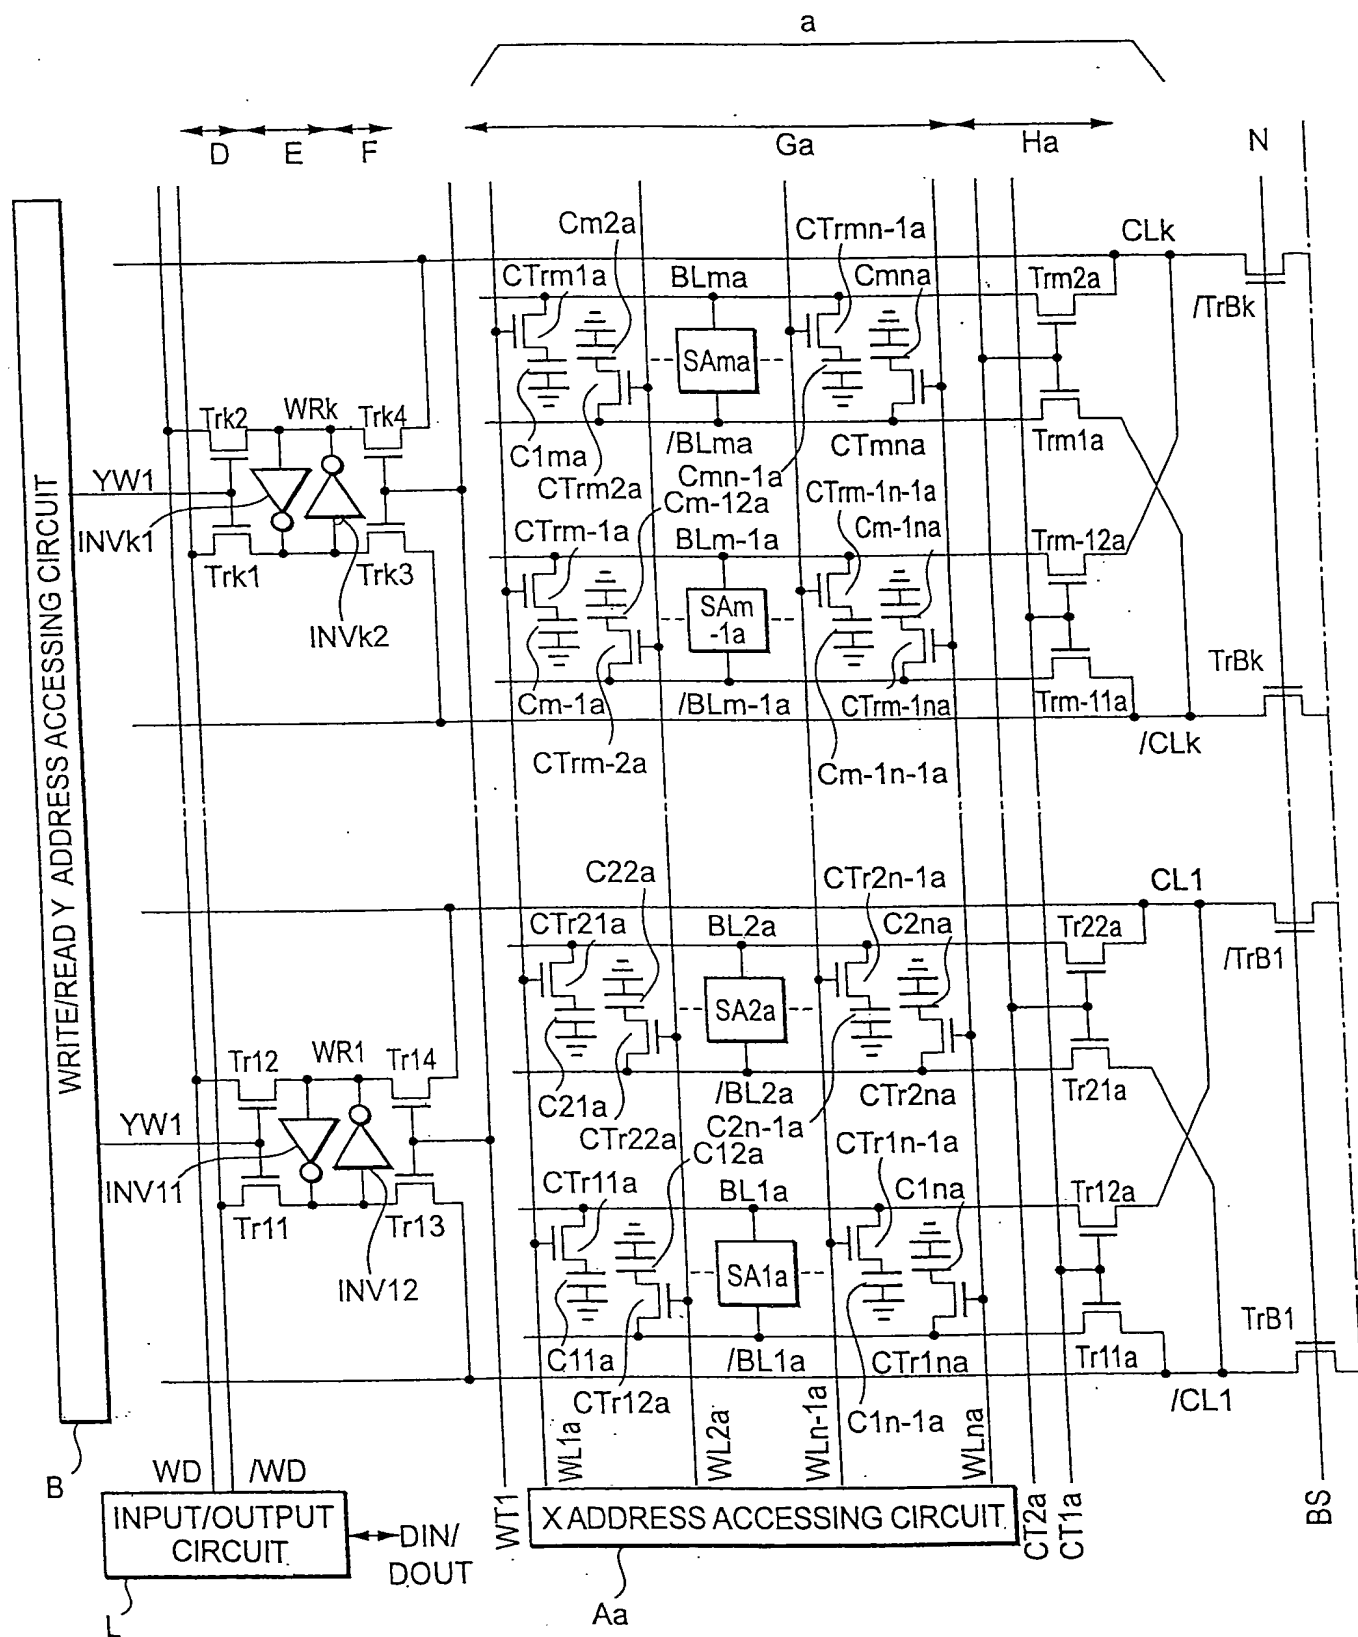 a
D
E
F
Ga
Ha
N
Cm2a
CTrmn-1a
CLk
CTrm1a
BLma
Cmna
Trm2a
/TrBk
SAma
Trk2
WRk
Trk4
C1ma
/BLma
CTmna
Trm1a
CTrm2a
Cmn-1a
YW1
Cm-12a
CTrm-1n-1a
INVk1
CTrm-1a
BLm-1a
Cm-1na
Trm-12a
Trk1
Trk3
SAm
-1a
INVk2
TrBk
Cm-1a
/BLm-1a
CTrm-1na
Trm-11a
/CLk
CTrm-2a
Cm-1n-1a
WRITE/READ Y ADDRESS ACCESSING CIRCUIT
C22a
CTr2n-1a
CL1
CTr21a
BL2a
C2na
Tr22a
/TrB1
SA2a
Tr12
WR1
Tr14
C21a
/BL2a
CTr2na
Tr21a
YW1
CTr22a
C2n-1a
C12a
CTr1n-1a
INV11
CTr11a
BL1a
C1na
Tr12a
Tr11
Tr13
SA1a
INV12
TrB1
C11a
/BL1a
CTr1na
Tr11a
CTr12a
C1n-1a
/CL1
B
WD
/WD
WT1
WL1a
WL2a
WLn-1a
WLna
CT2a
CT1a
BS
INPUT/OUTPUT
CIRCUIT
DIN/
DOUT
X ADDRESS ACCESSING CIRCUIT
L
Aa